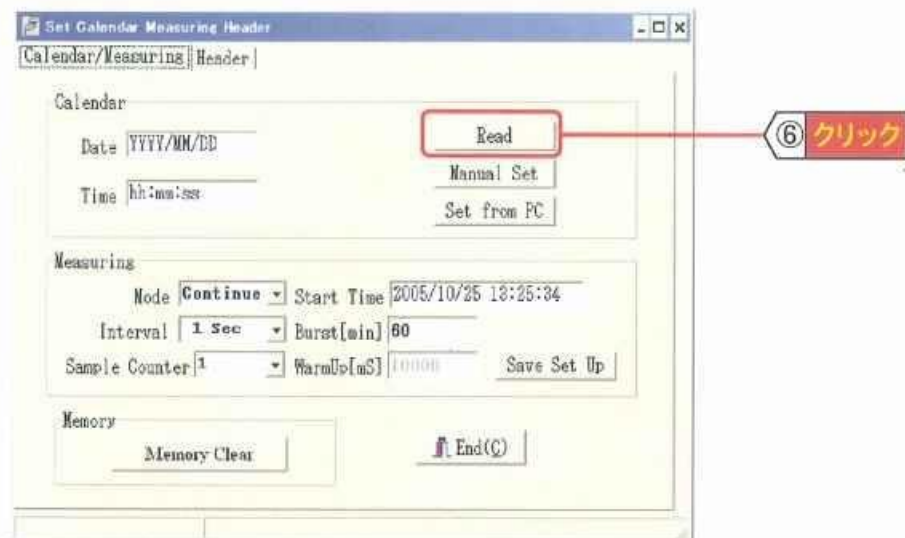 Set Calendar Measuring Header
Calendar/Measuring Header
Calendar
Date YYYY/MM/DD
Time hh:mm:ss
Read
Manual Set
Set from PC
⑥ クリック
Measuring
Mode Continue Start Time 2005/10/25 13:25:34
Interval 1 Sec Burst[min] 60
Sample Counter 1 WarmUp[mS] 10000 Save Set Up
Memory
Memory Clear
End(C)